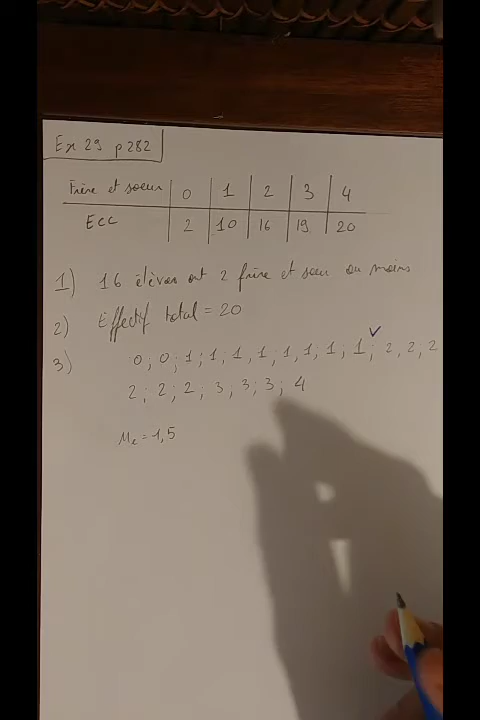 Ex 29 p 282
Frère et soeur 0 1 2 3 4
ECC 2 10 16 19 20
1) 16 élèves ont 2 frère et soeur ou moins
2) Effectif total = 20
3) 0 ; 0 ; 1 ; 1 ; 1 , 1 ; 1 , 1 , 1 ; 1 ; 2 , 2 , 2
2 ; 2 ; 2 ; 3 ; 3 ; 3 ; 4
Me = 1,5